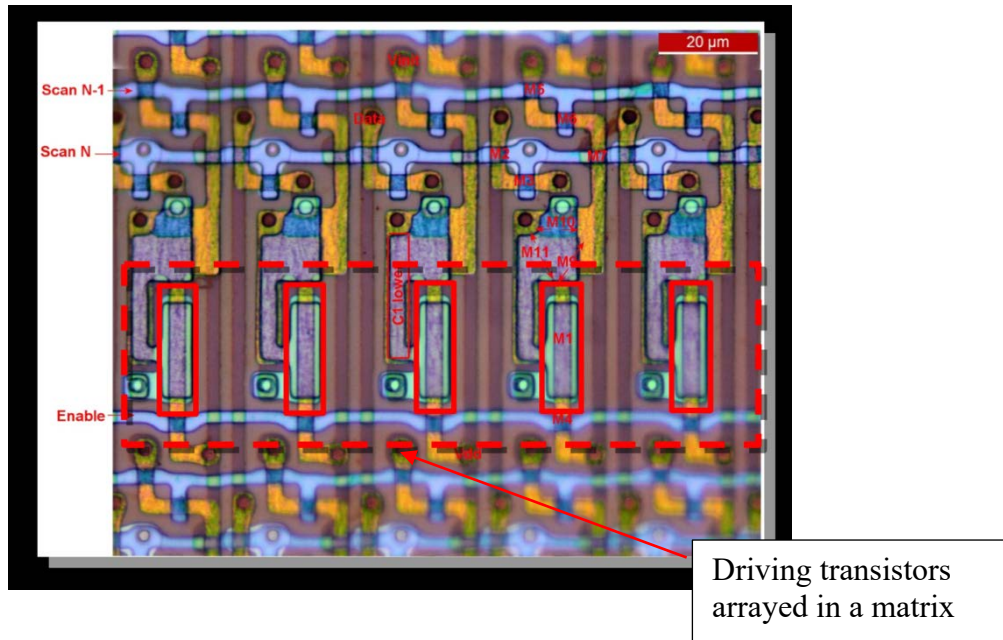 20 µm
Vinit
Scan N-1
M5
Data
M6
Scan N
M2
M7
M3
M10
M11
M9
C1 lower
M1
Enable
M4
Driving transistors
arrayed in a matrix